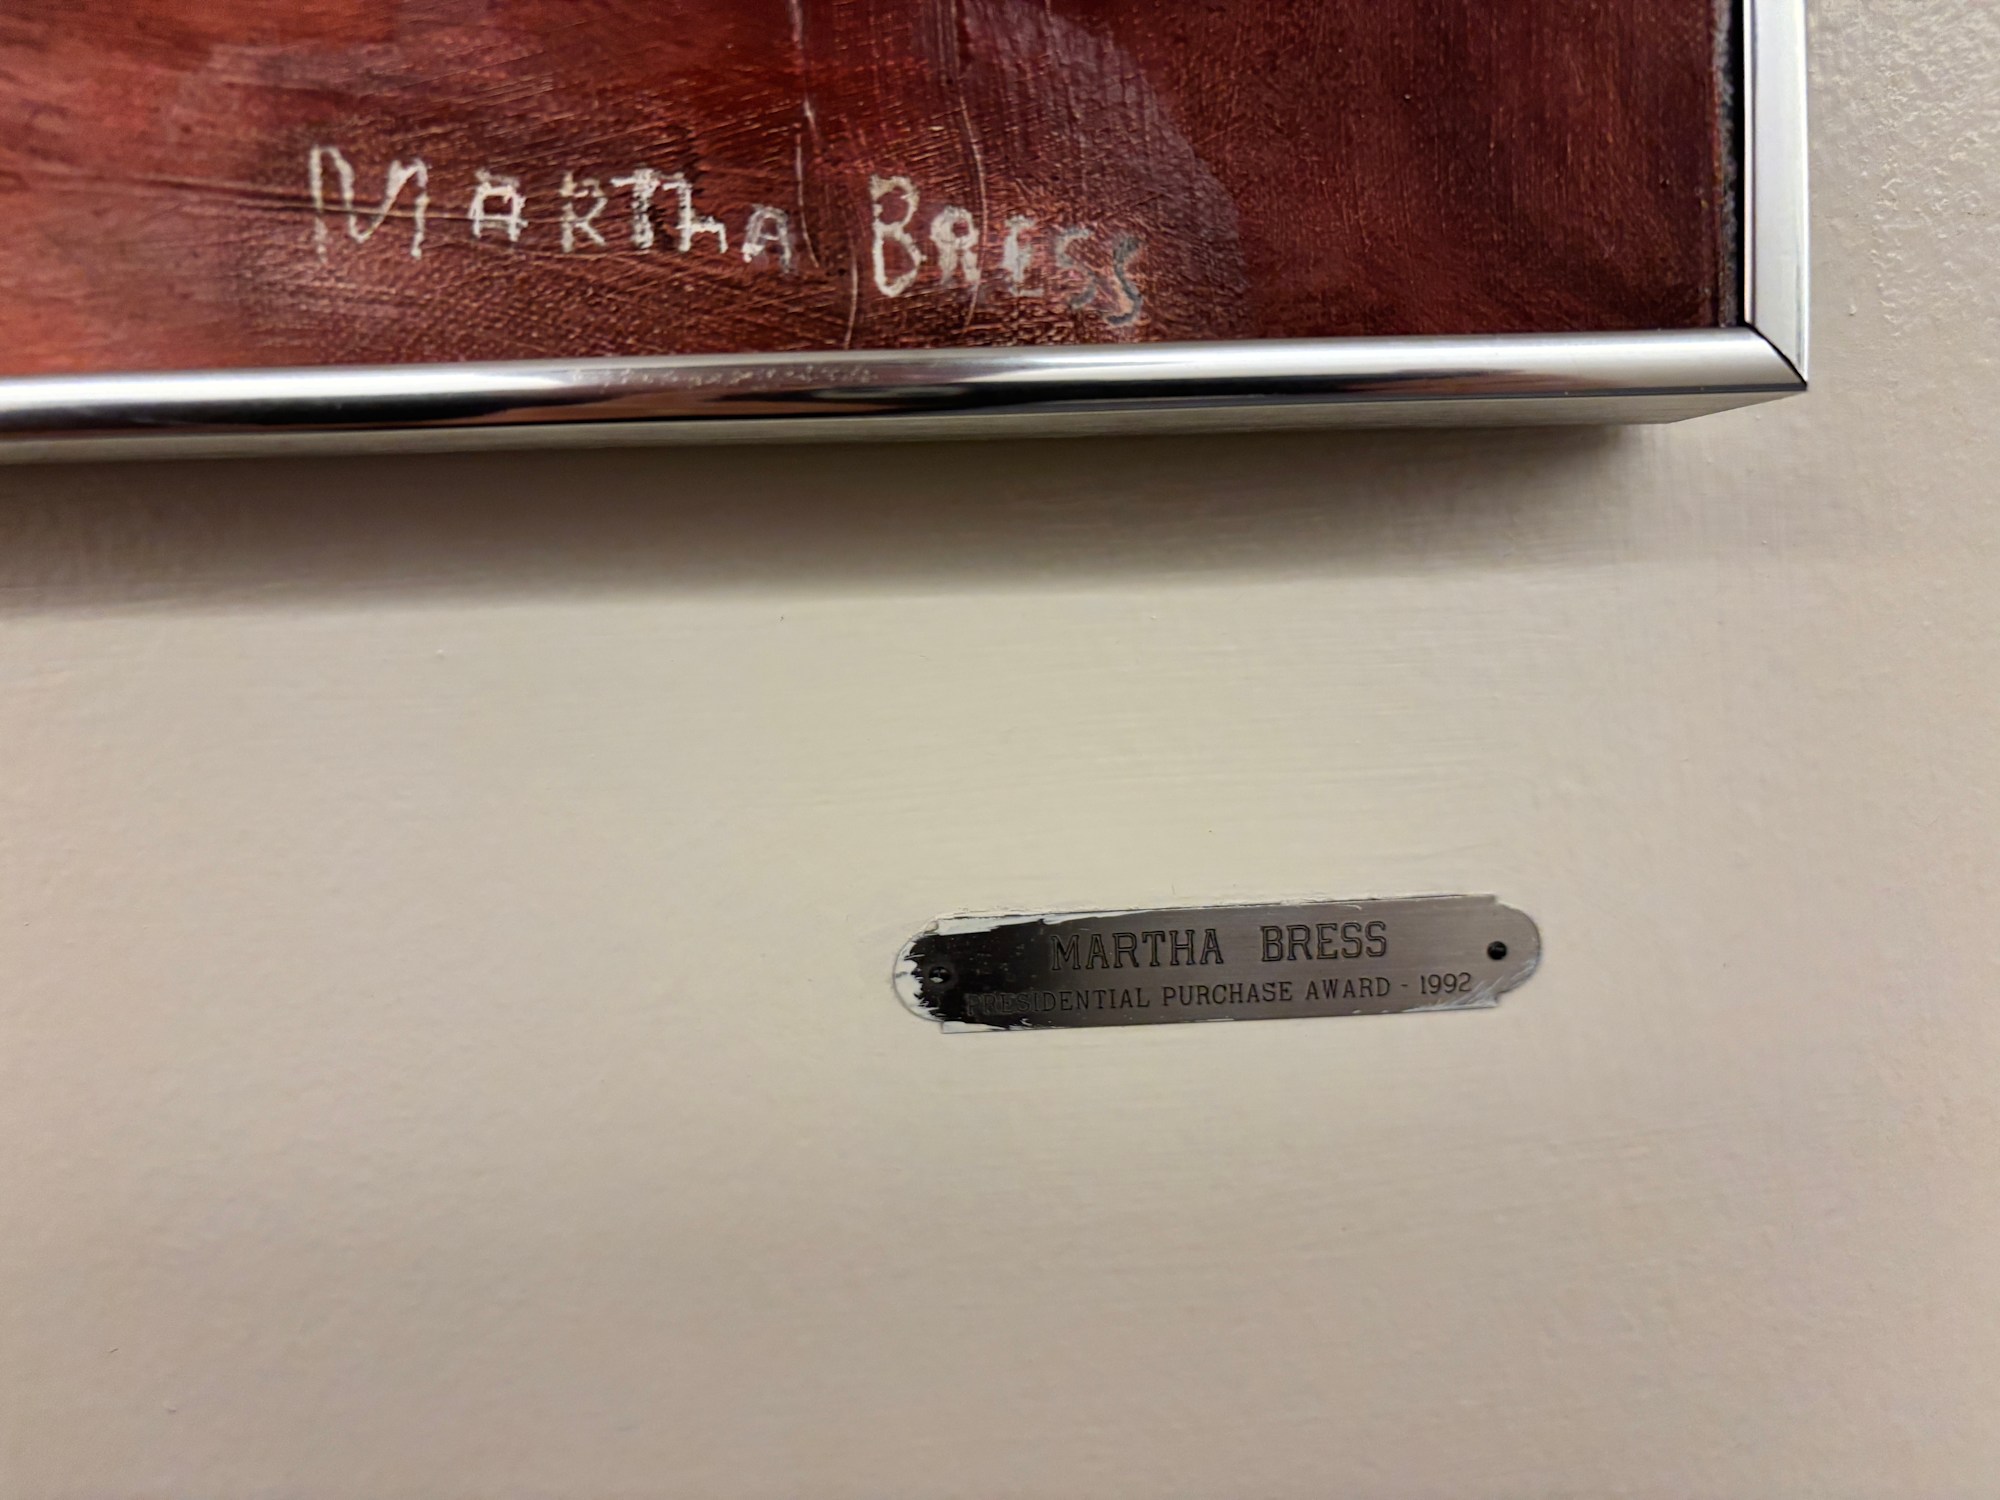 MARTHA BRESS
MARTHA BRESS
PRESIDENTIAL PURCHASE AWARD - 1992